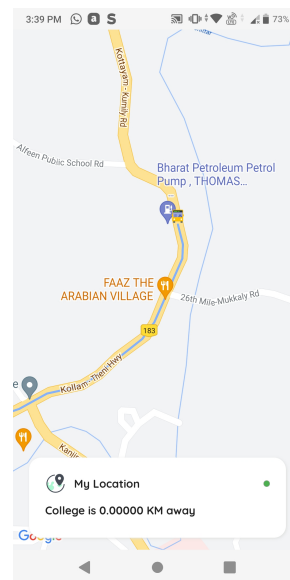 3:39 PM
73%
Kottayam - Kumily Rd
Alfeen Public School Rd
Bharat Petroleum Petrol
Pump , THOMAS...
FAAZ THE
ARABIAN VILLAGE
26th Mile-Mukkaly Rd
183
Kollam-Theni Hwy
e
Kanji
My Location
College is 0.00000 KM away
Google